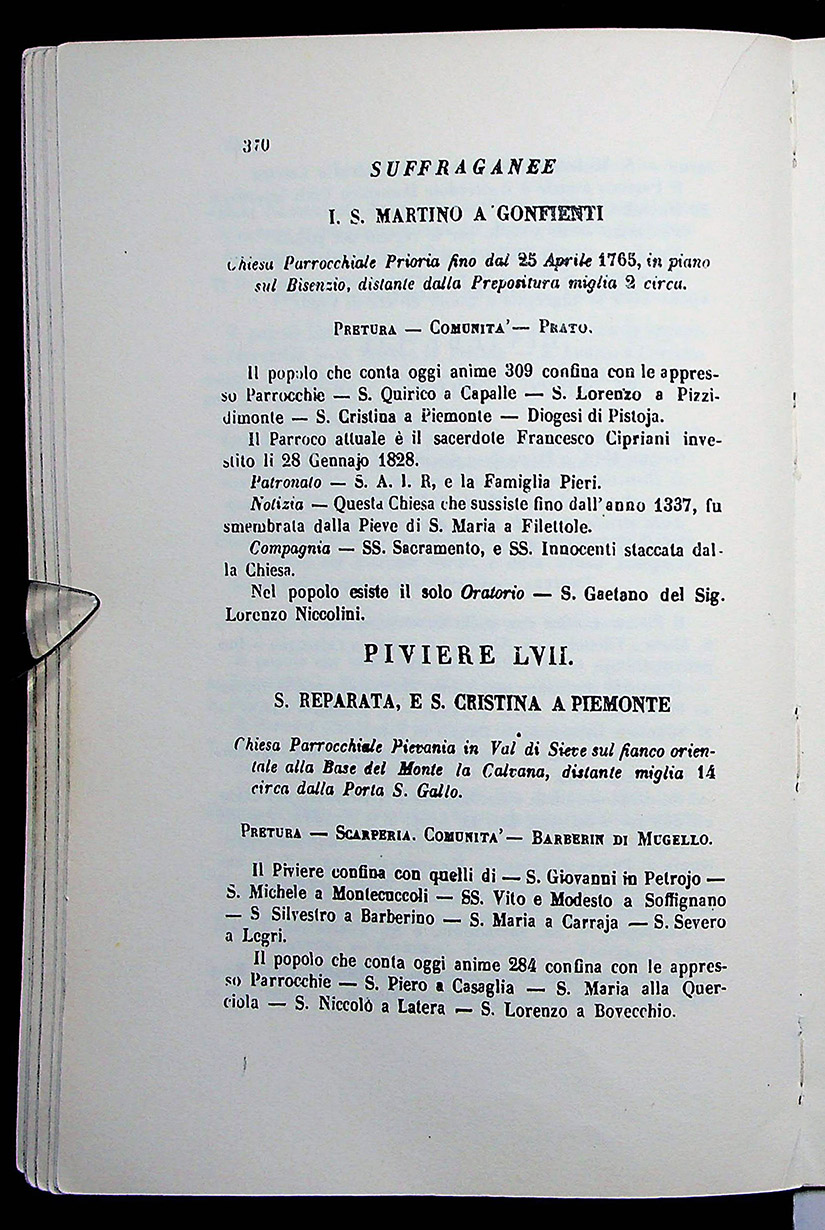 370
SUFFRAGANEE
I. S. MARTINO A GONFIENTI
Chiesa Parrocchiale Prioria fino dal 25 Aprile 1765, in piano
sul Bisenzio, distante dalla Prepositura miglia 2 circa.
PRETURA — COMUNITA'— PRATO.
Il popolo che conta oggi anime 309 confina con le appres-
so Parrocchie — S. Quirico a Capalle — S. Lorenzo a Pizzi-
dimonte — S. Cristina a Piemonte — Diogesi di Pistoja.
Il Parroco attuale è il sacerdote Francesco Cipriani inve-
stito li 28 Gennajo 1828.
Patronato — S. A. I. R, e la Famiglia Pieri.
Notizia — Questa Chiesa che sussiste fino dall'anno 1337, fu
smembrata dalla Pieve di S. Maria a Filettole.
Compagnia — SS. Sacramento, e SS. Innocenti staccata dal-
la Chiesa.
Nel popolo esiste il solo Oratorio — S. Gaetano del Sig.
Lorenzo Niccolini.
PIVIERE LVII.
S. REPARATA, E S. CRISTINA A PIEMONTE
Chiesa Parrocchiale Pievania in Val di Sieve sul fianco orien-
tale alla Base del Monte la Calvana, distante miglia 14
circa dalla Porta S. Gallo.
PRETURA — SCARPERIA. COMUNITA'— BARBERIN DI MUGELLO.
Il Piviere confina con quelli di — S. Giovanni in Petrojo —
S. Michele a Montecuccoli — SS. Vito e Modesto a Soffignano
— S Silvestro a Barberino — S. Maria a Carraja — S. Severo
a Legri.
Il popolo che conta oggi anime 284 confina con le appres-
so Parrocchie — S. Piero a Casaglia — S. Maria alla Quer-
ciola — S. Niccolò a Latera — S. Lorenzo a Bovecchio.